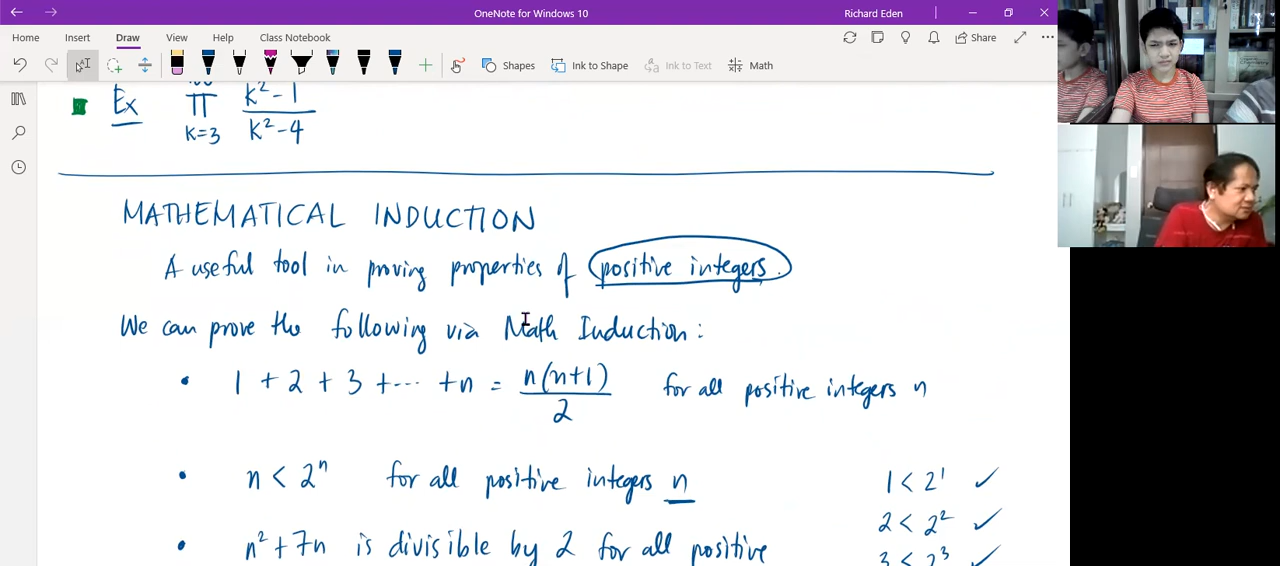 OneNote for Windows 10
Richard Eden
Home Insert Draw View Help Class Notebook
Share
Shapes Ink to Shape Ink to Text Math
Ex ∏ k=3 k²-1 / k²-4
MATHEMATICAL INDUCTION
A useful tool in proving properties of positive integers.
We can prove the following via Math Induction:
• 1 + 2 + 3 + ... + n = n(n+1) / 2 for all positive integers n
• n < 2ⁿ for all positive integers n
1 < 2¹ ✓
2 < 2² ✓
• n² + 7n is divisible by 2 for all positive
3 < 2³ ✓